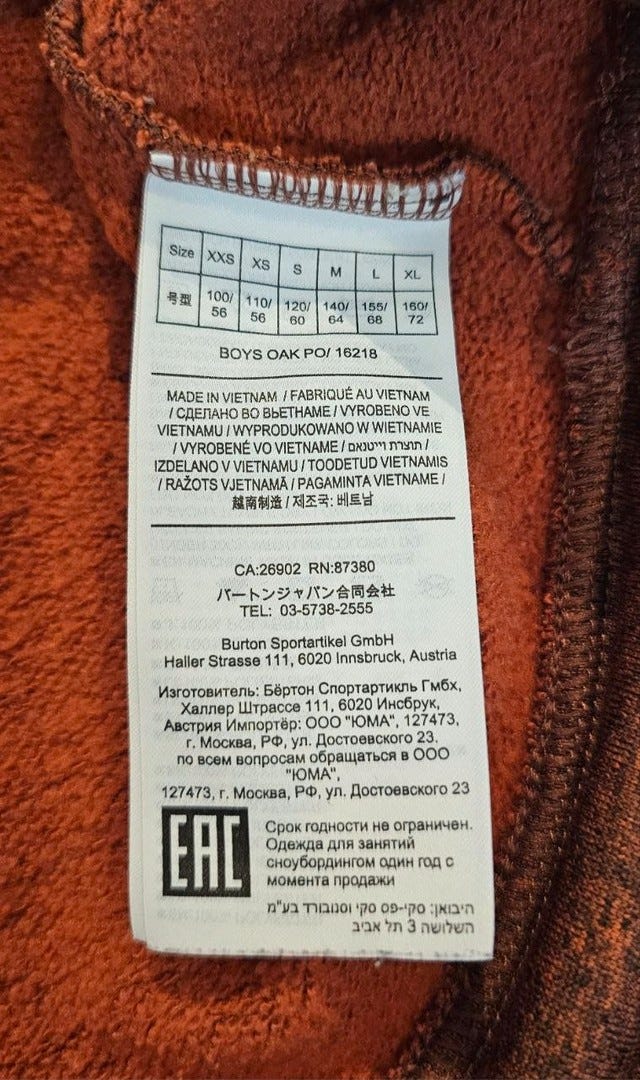 Size XXS XS S M L XL
号型 100/56 110/56 120/60 140/64 155/68 160/72
BOYS OAK PO/ 16218
MADE IN VIETNAM / FABRIQUÉ AU VIETNAM
/ СДЕЛАНО ВО ВЬЕТНАМЕ / VYROBENO VE
VIETNAMU / WYPRODUKOWANO W WIETNAMIE
/ VYROBENÉ VO VIETNAME / תוצרת וייטנאם /
IZDELANO V VIETNAMU / TOODETUD VIETNAMIS
/ RAŽOTS VJETNAMĀ / PAGAMINTA VIETNAME /
越南制造 / 제조국: 베트남
CA:26902 RN:87380
バートンジャパン合同会社
TEL: 03-5738-2555
Burton Sportartikel GmbH
Haller Strasse 111, 6020 Innsbruck, Austria
Изготовитель: Бёртон Спортартикль Гмбх,
Халлер Штрассе 111, 6020 Инсбрук,
Австрия Импортёр: ООО "ЮМА", 127473,
г. Москва, РФ, ул. Достоевского 23.
по всем вопросам обращаться в ООО
"ЮМА",
127473, г. Москва, РФ, ул. Достоевского 23
EAC
Срок годности не ограничен.
Одежда для занятий
сноубордингом один год с
момента продажи
היבואן: סקי-פס סקי וסנובורד בע"מ
השלושה 3 תל אביב